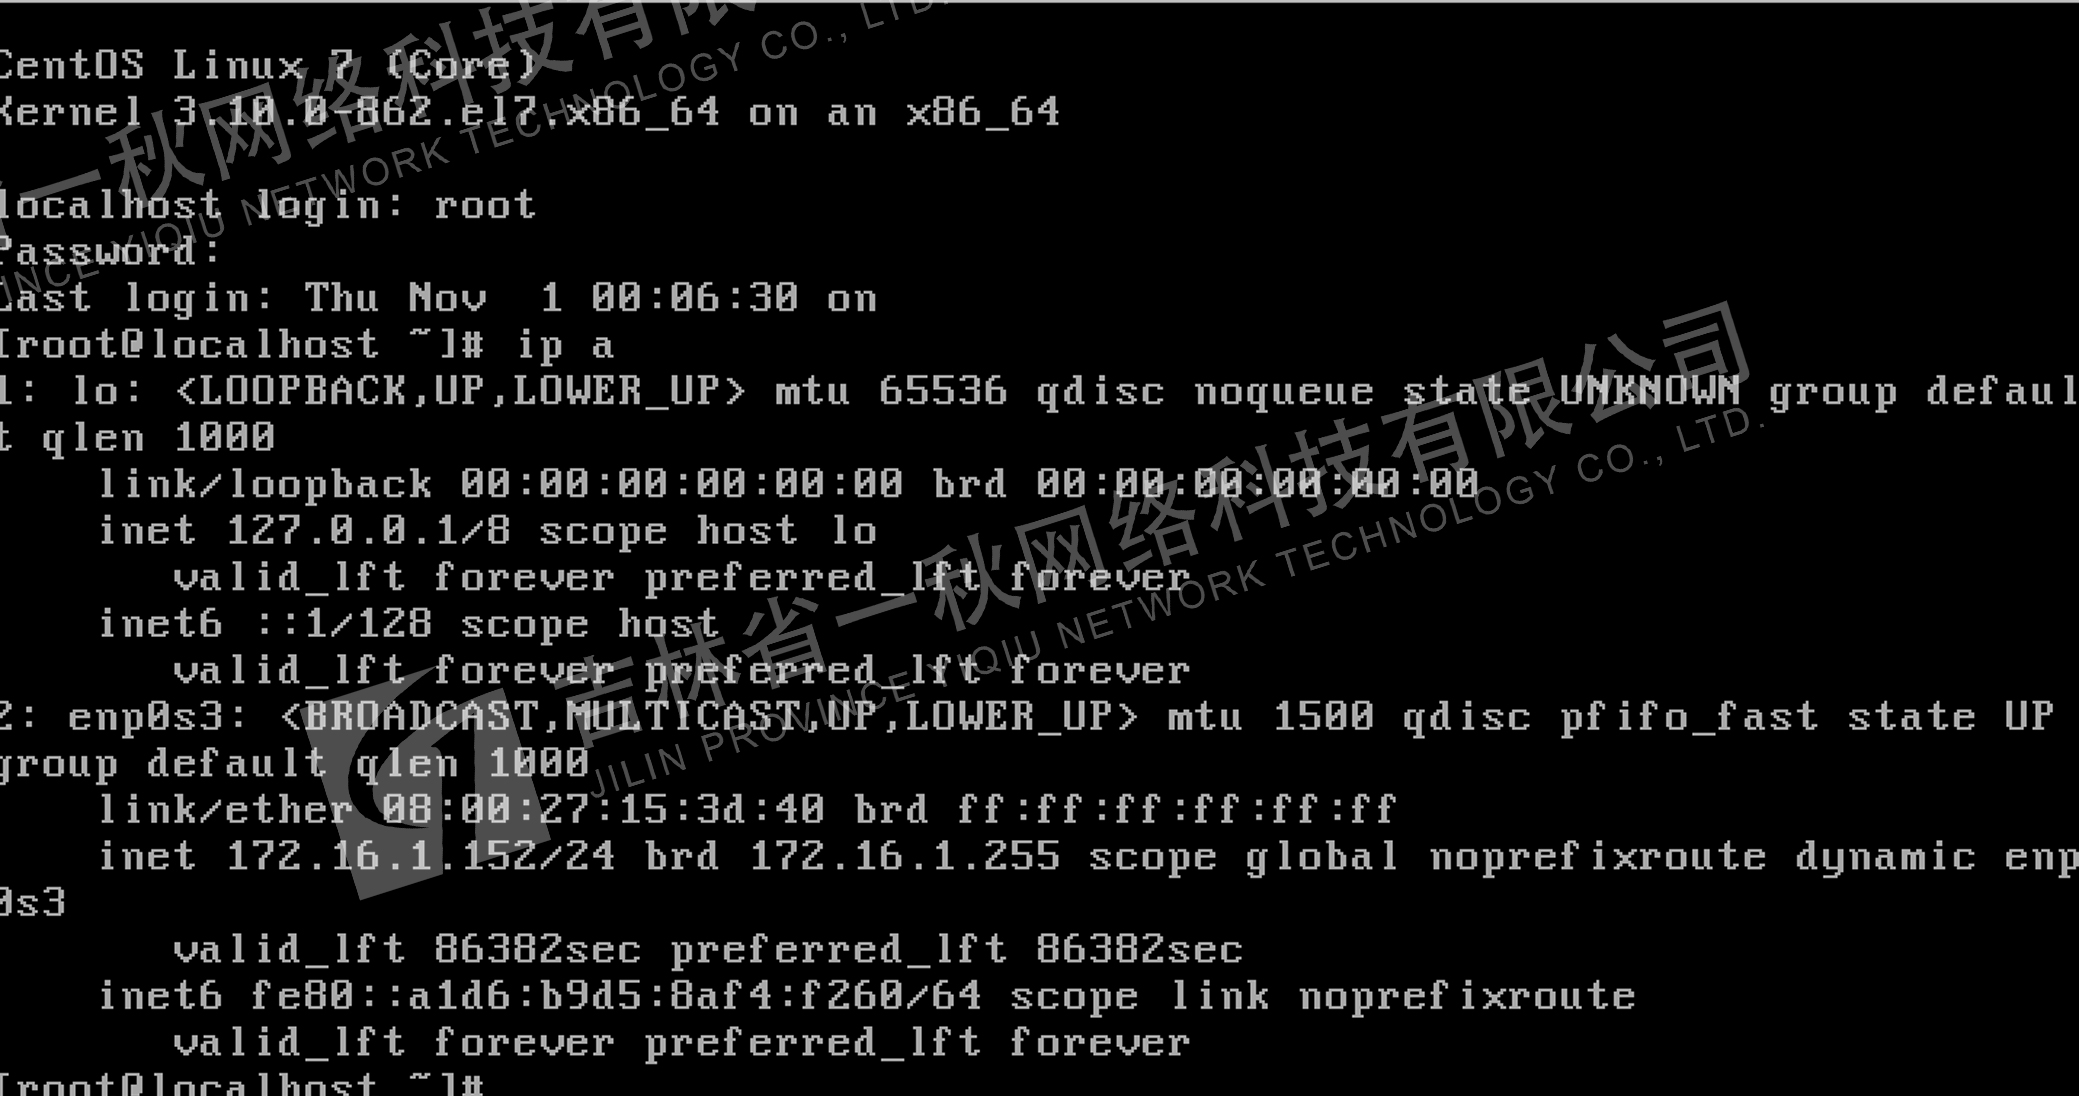 CentOS Linux 7 (Core)
Kernel 3.10.0-862.el7.x86_64 on an x86_64
localhost login: root
Password:
Last login: Thu Nov  1 00:06:30 on
[root@localhost ~]# ip a
1: lo: <LOOPBACK,UP,LOWER_UP> mtu 65536 qdisc noqueue state UNKNOWN group defaul
t qlen 1000
    link/loopback 00:00:00:00:00:00 brd 00:00:00:00:00:00
    inet 127.0.0.1/8 scope host lo
       valid_lft forever preferred_lft forever
    inet6 ::1/128 scope host
       valid_lft forever preferred_lft forever
2: enp0s3: <BROADCAST,MULTICAST,UP,LOWER_UP> mtu 1500 qdisc pfifo_fast state UP
group default qlen 1000
    link/ether 08:00:27:15:3d:40 brd ff:ff:ff:ff:ff:ff
    inet 172.16.1.152/24 brd 172.16.1.255 scope global noprefixroute dynamic enp
0s3
       valid_lft 86382sec preferred_lft 86382sec
    inet6 fe80::a1d6:b9d5:8af4:f260/64 scope link noprefixroute
       valid_lft forever preferred_lft forever
[root@localhost ~]#
一秋网络科技有限
YIQIU NETWORK TECHNOLOGY CO., LTD.
吉林省一秋网络科技有限公司
JILIN PROVINCE YIQIU NETWORK TECHNOLOGY CO., LTD.